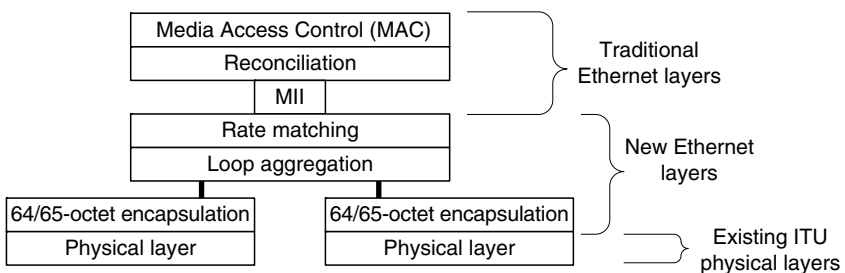 Media Access Control (MAC)
Reconciliation
MII
Rate matching
Loop aggregation
64/65-octet encapsulation
Physical layer
64/65-octet encapsulation
Physical layer
Traditional
Ethernet layers
New Ethernet
layers
Existing ITU
physical layers